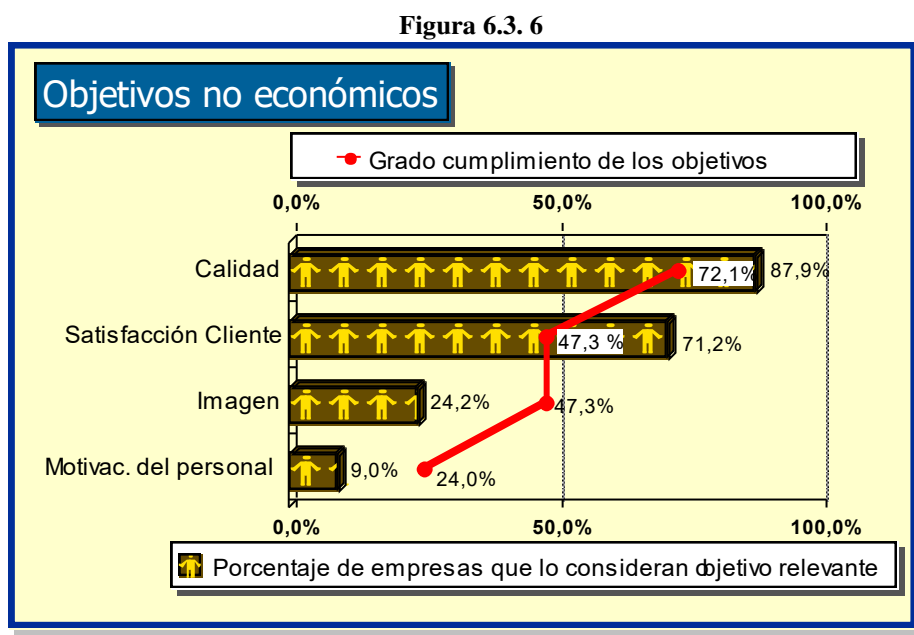 Figura 6.3. 6
Objetivos no económicos
Grado cumplimiento de los objetivos
0,0% 50,0% 100,0%
Calidad 72,1% 87,9%
Satisfacción Cliente 47,3 % 71,2%
Imagen 24,2% 47,3%
Motivac. del personal 9,0% 24,0%
0,0% 50,0% 100,0%
Porcentaje de empresas que lo consideran objetivo relevante